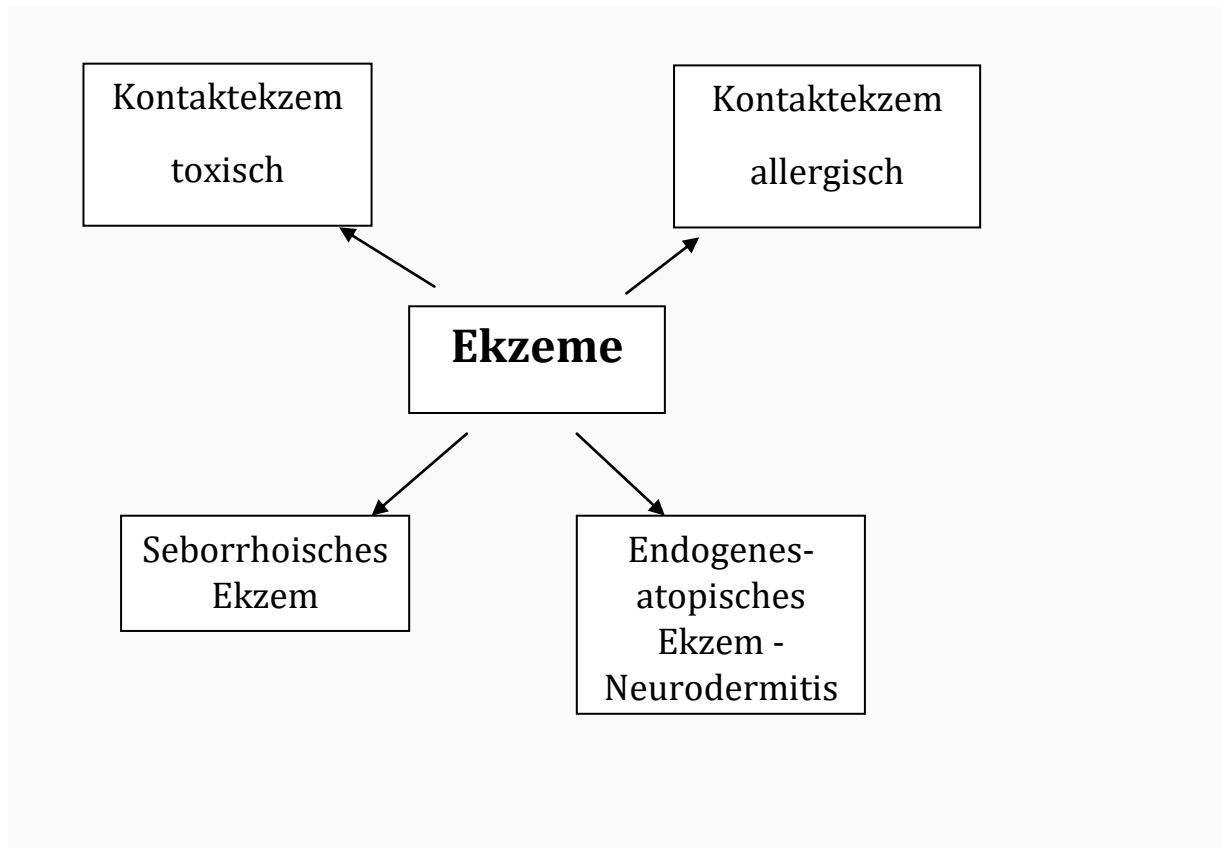 Kontaktekzem
toxisch
Kontaktekzem
allergisch
Ekzeme
Seborrhoisches
Ekzem
Endogenes-
atopisches
Ekzem -
Neurodermitis